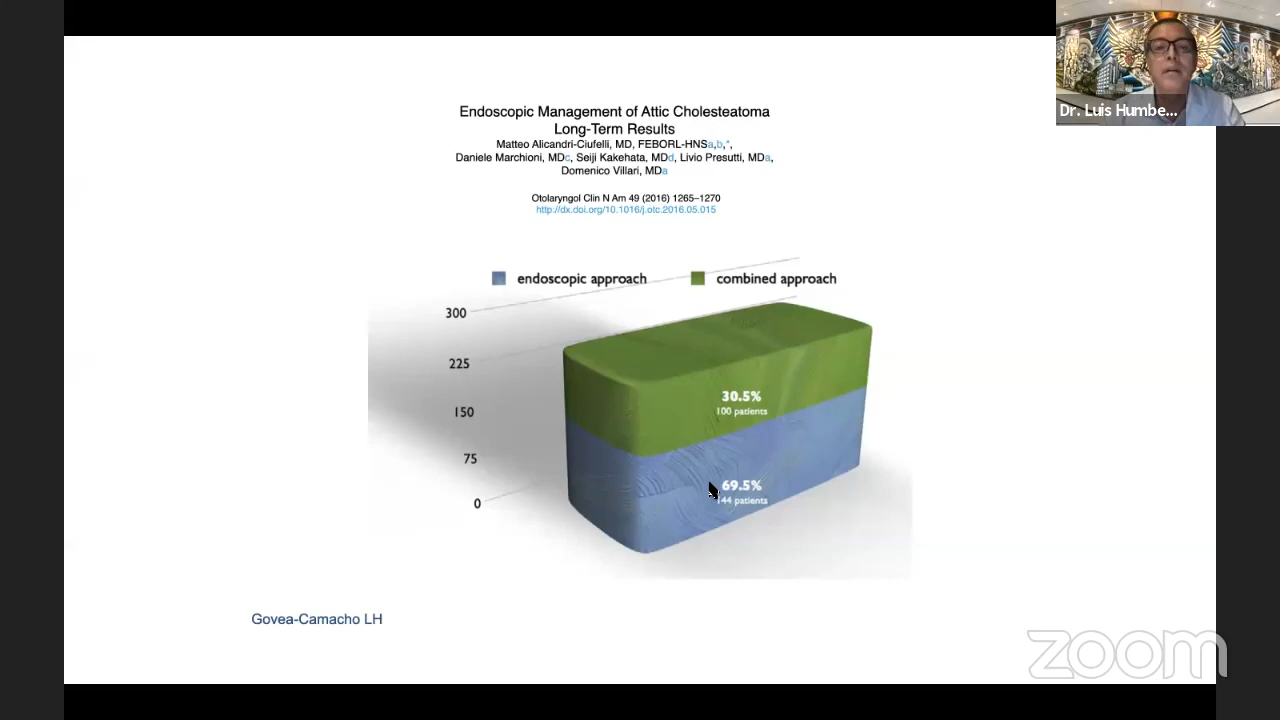 Dr. Luis Humbe...
Endoscopic Management of Attic Cholesteatoma
Long-Term Results
Matteo Alicandri-Ciufelli, MD, FEBORL-HNSa,b,*,
Daniele Marchioni, MDc, Seiji Kakehata, MDd, Livio Presutti, MDa,
Domenico Villari, MDa
Otolaryngol Clin N Am 49 (2016) 1265–1270
http://dx.doi.org/10.1016/j.otc.2016.05.015
endoscopic approach combined approach
300
225
150
75
0
30.5%
100 patients
69.5%
144 patients
Govea-Camacho LH
zoom